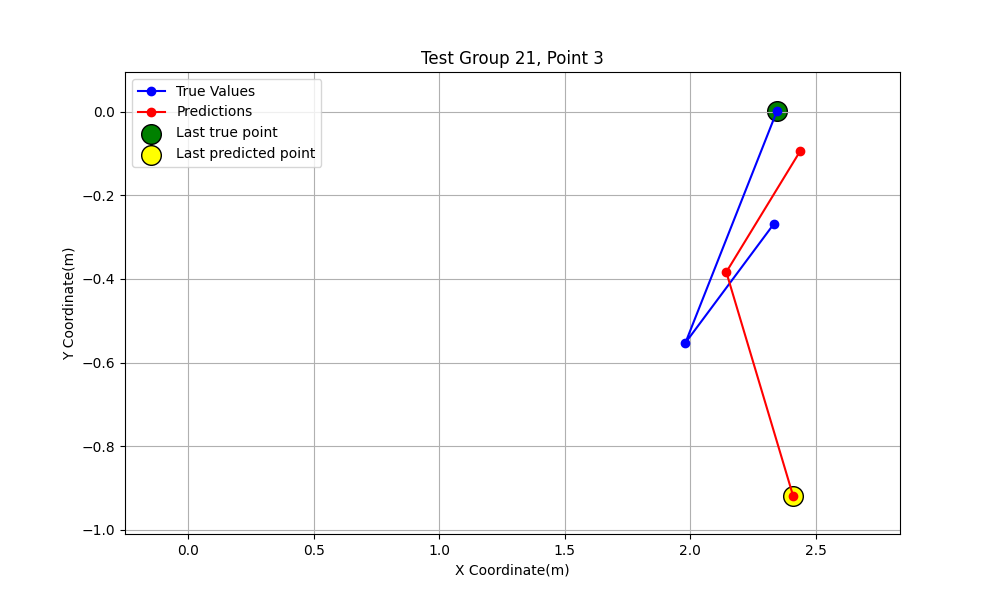 Test Group 21, Point 3
True Values
Predictions
Last true point
Last predicted point
Y Coordinate(m)
0.0
−0.2
−0.4
−0.6
−0.8
−1.0
0.0 0.5 1.0 1.5 2.0 2.5
X Coordinate(m)